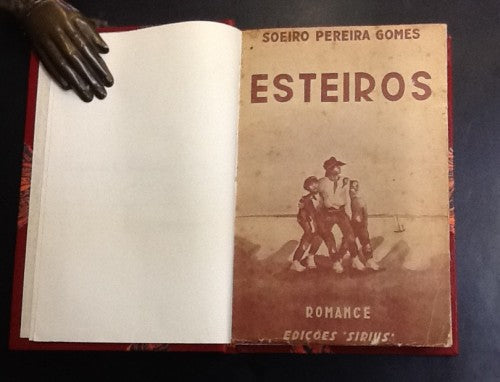 SOEIRO PEREIRA GOMES
ESTEIROS
ROMANCE
EDIÇÕES "SIRIUS"